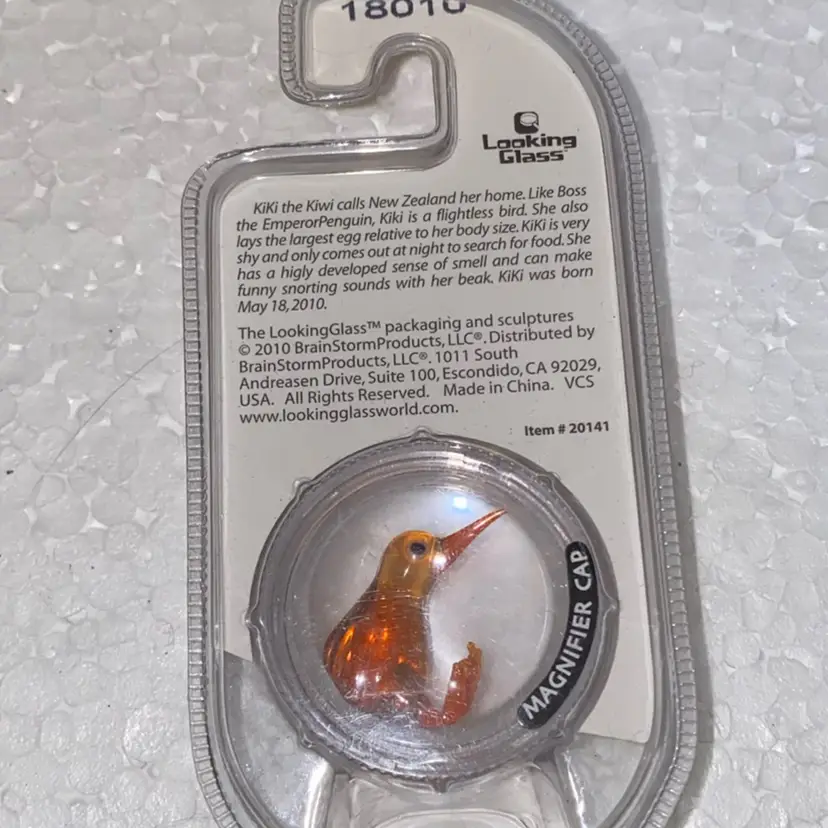 18010
Looking
Glass
KiKi the Kiwi calls New Zealand her home. Like Boss
the EmperorPenguin, Kiki is a flightless bird. She also
lays the largest egg relative to her body size. KiKi is very
shy and only comes out at night to search for food. She
has a higly developed sense of smell and can make
funny snorting sounds with her beak. KiKi was born
May 18, 2010.
The LookingGlass™ packaging and sculptures
© 2010 BrainStormProducts, LLC®. Distributed by
BrainStormProducts, LLC®. 1011 South
Andreasen Drive, Suite 100, Escondido, CA 92029,
USA. All Rights Reserved. Made in China. VCS
www.lookingglassworld.com.
Item # 20141
MAGNIFIER CAP